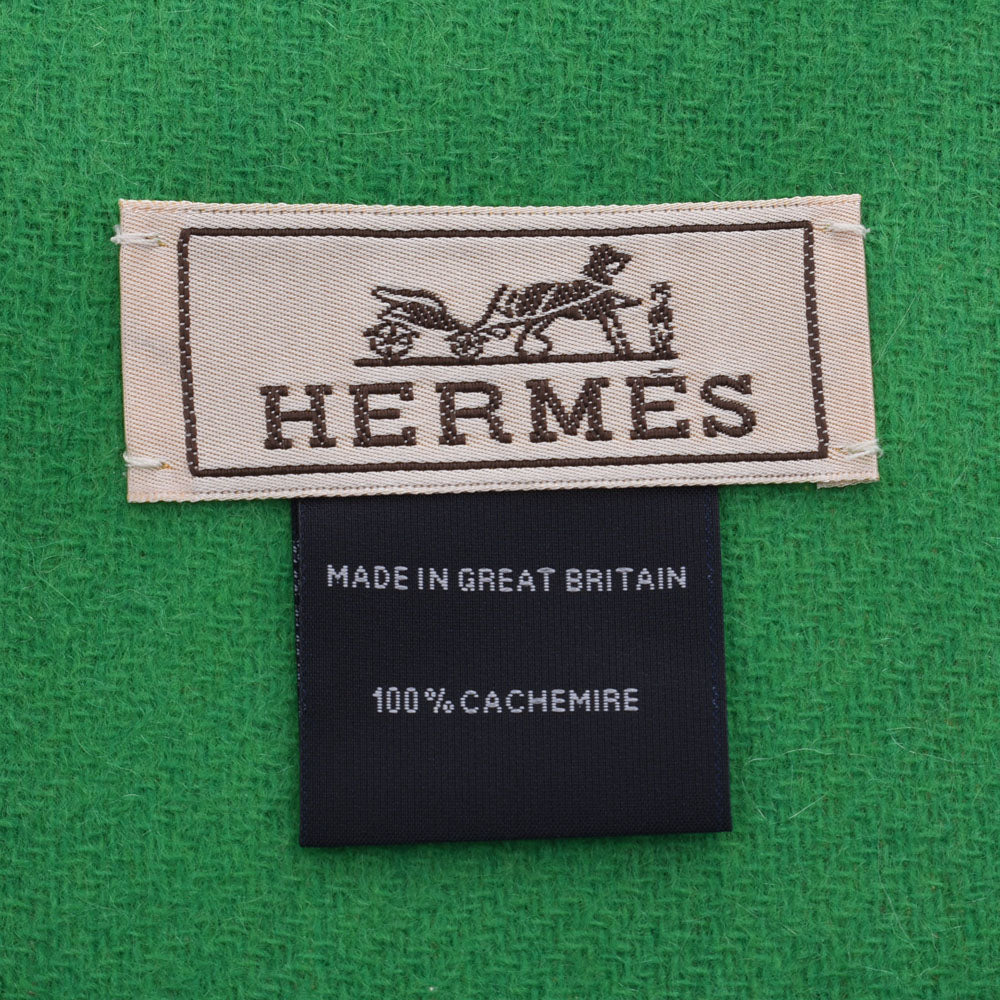 HERMÈS
MADE IN GREAT BRITAIN
100% CACHEMIRE